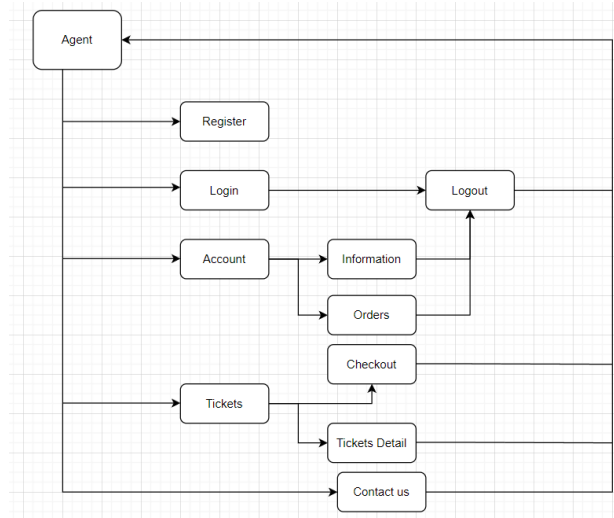 Agent
Register
Login
Logout
Account
Information
Orders
Checkout
Tickets
Tickets Detail
Contact us